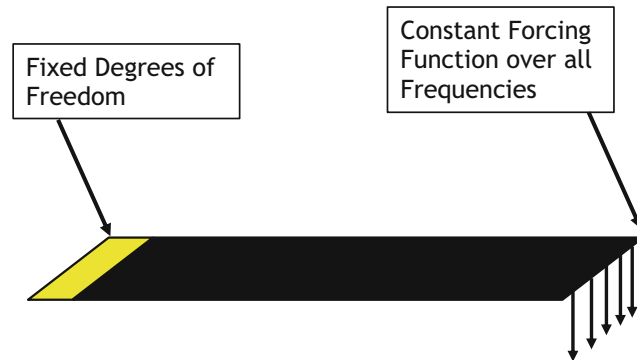 Fixed Degrees of
Freedom
Constant Forcing
Function over all
Frequencies